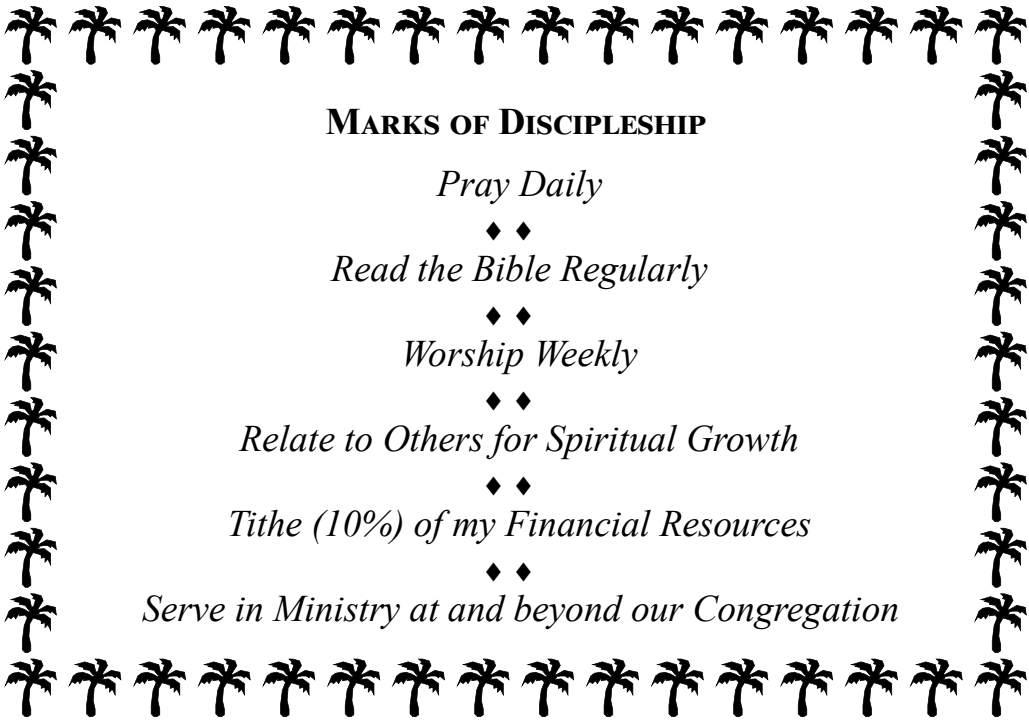 Marks of Discipleship
Pray Daily
♦ ♦
Read the Bible Regularly
♦ ♦
Worship Weekly
♦ ♦
Relate to Others for Spiritual Growth
♦ ♦
Tithe (10%) of my Financial Resources
♦ ♦
Serve in Ministry at and beyond our Congregation